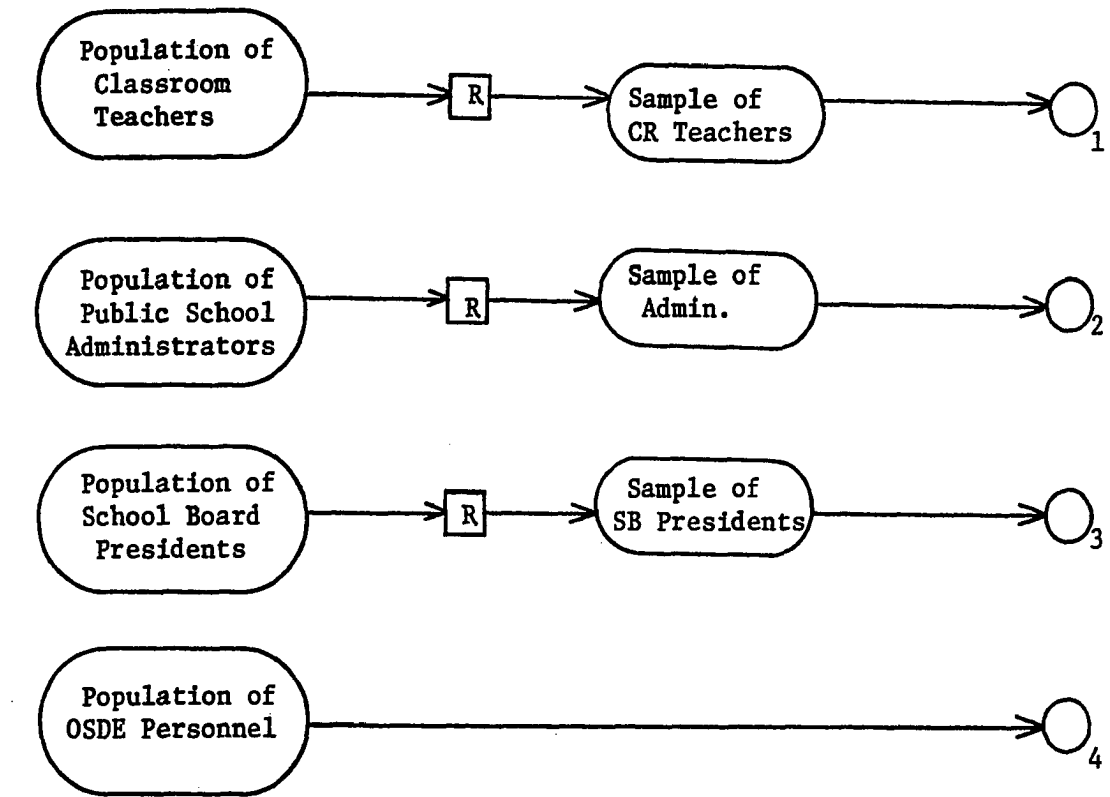 Population of
Classroom
Teachers
R
Sample of
CR Teachers
1
Population of
Public School
Administrators
R
Sample of
Admin.
2
Population of
School Board
Presidents
R
Sample of
SB Presidents
3
Population of
OSDE Personnel
4